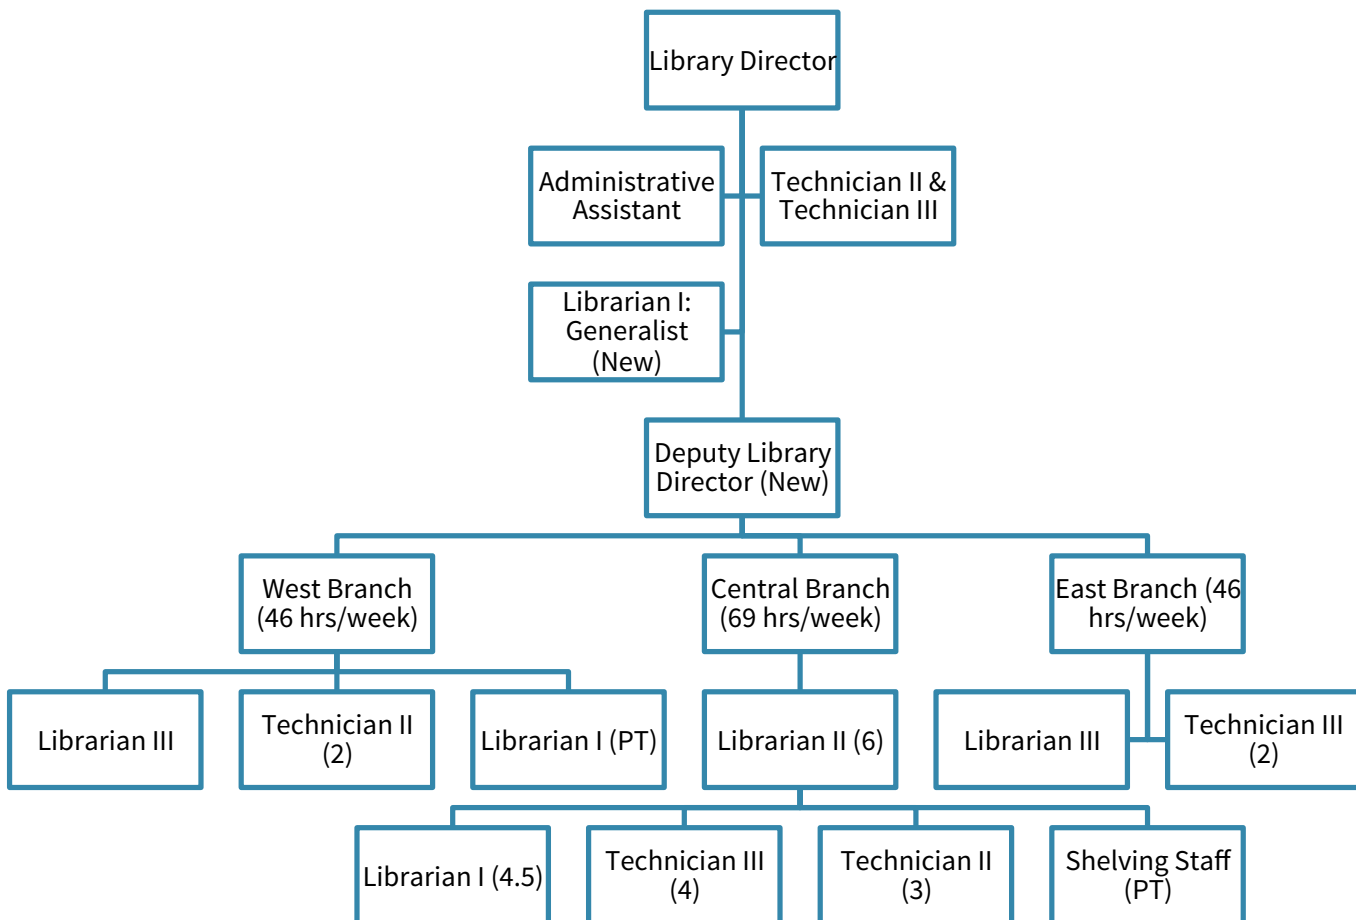 Library Director
Administrative
Assistant
Technician II &
Technician III
Librarian I:
Generalist
(New)
Deputy Library
Director (New)
West Branch
(46 hrs/week)
Central Branch
(69 hrs/week)
East Branch (46
hrs/week)
Librarian III
Technician II
(2)
Librarian I (PT)
Librarian II (6)
Librarian III
Technician III
(2)
Librarian I (4.5)
Technician III
(4)
Technician II
(3)
Shelving Staff
(PT)